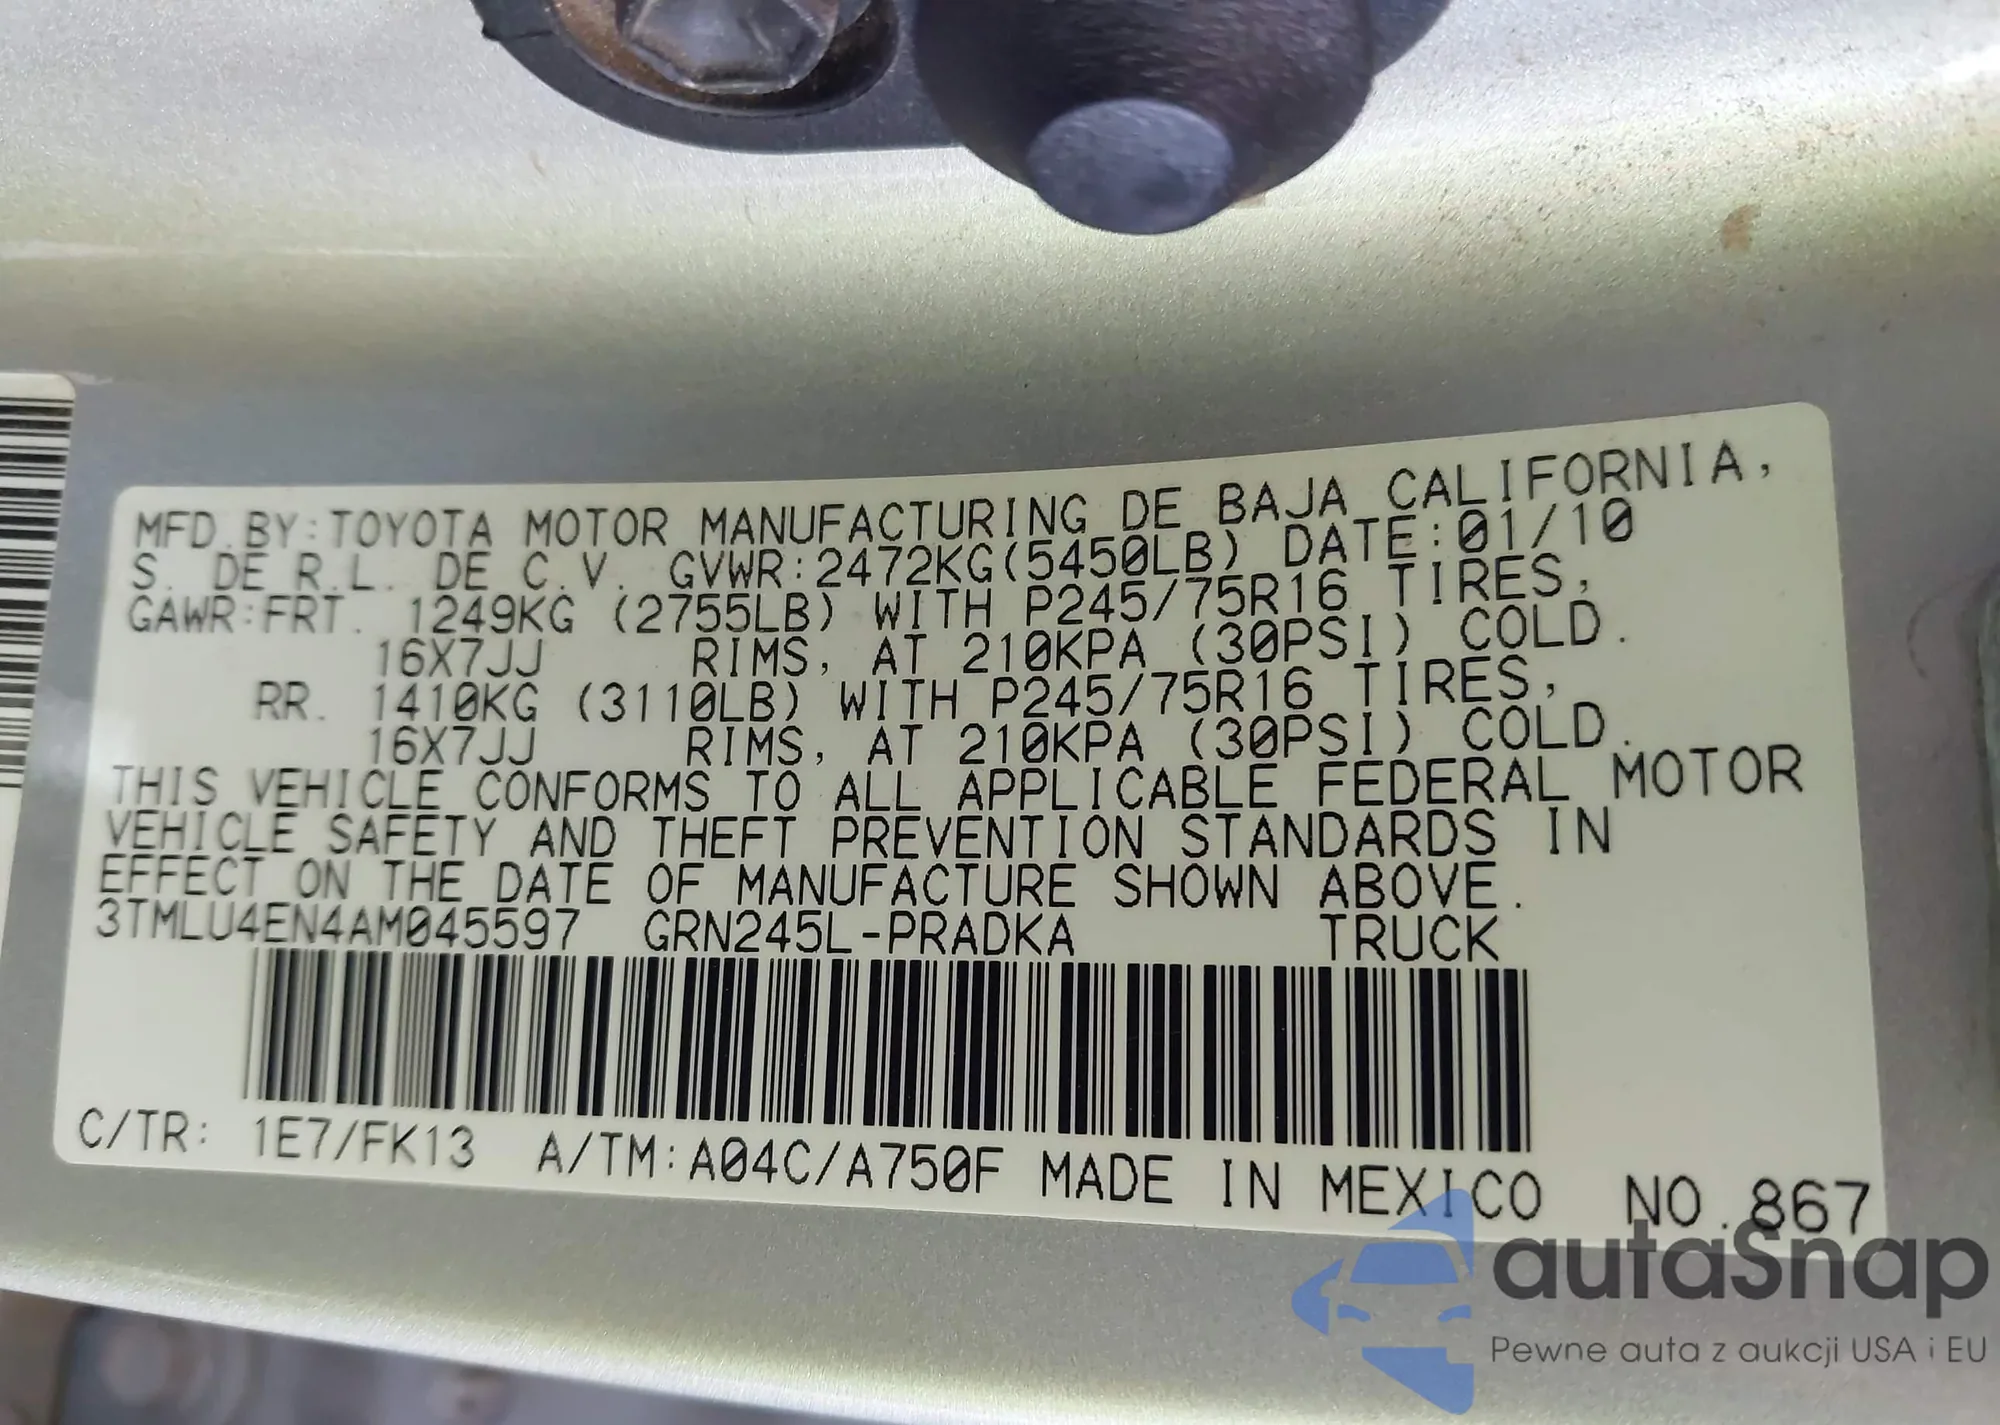 MFD.BY:TOYOTA MOTOR MANUFACTURING DE BAJA CALIFORNIA,
S. DE R.L. DE C.V. GVWR:2472KG(5450LB) DATE:01/10
GAWR:FRT. 1249KG (2755LB) WITH P245/75R16 TIRES,
16X7JJ RIMS, AT 210KPA (30PSI) COLD.
RR. 1410KG (3110LB) WITH P245/75R16 TIRES,
16X7JJ RIMS, AT 210KPA (30PSI) COLD.
THIS VEHICLE CONFORMS TO ALL APPLICABLE FEDERAL MOTOR
VEHICLE SAFETY AND THEFT PREVENTION STANDARDS IN
EFFECT ON THE DATE OF MANUFACTURE SHOWN ABOVE.
3TMLU4EN4AM045597 GRN245L-PRADKA TRUCK
C/TR: 1E7/FK13 A/TM:A04C/A750F MADE IN MEXICO NO.867
autaSnap
Pewne auta z aukcji USA i EU